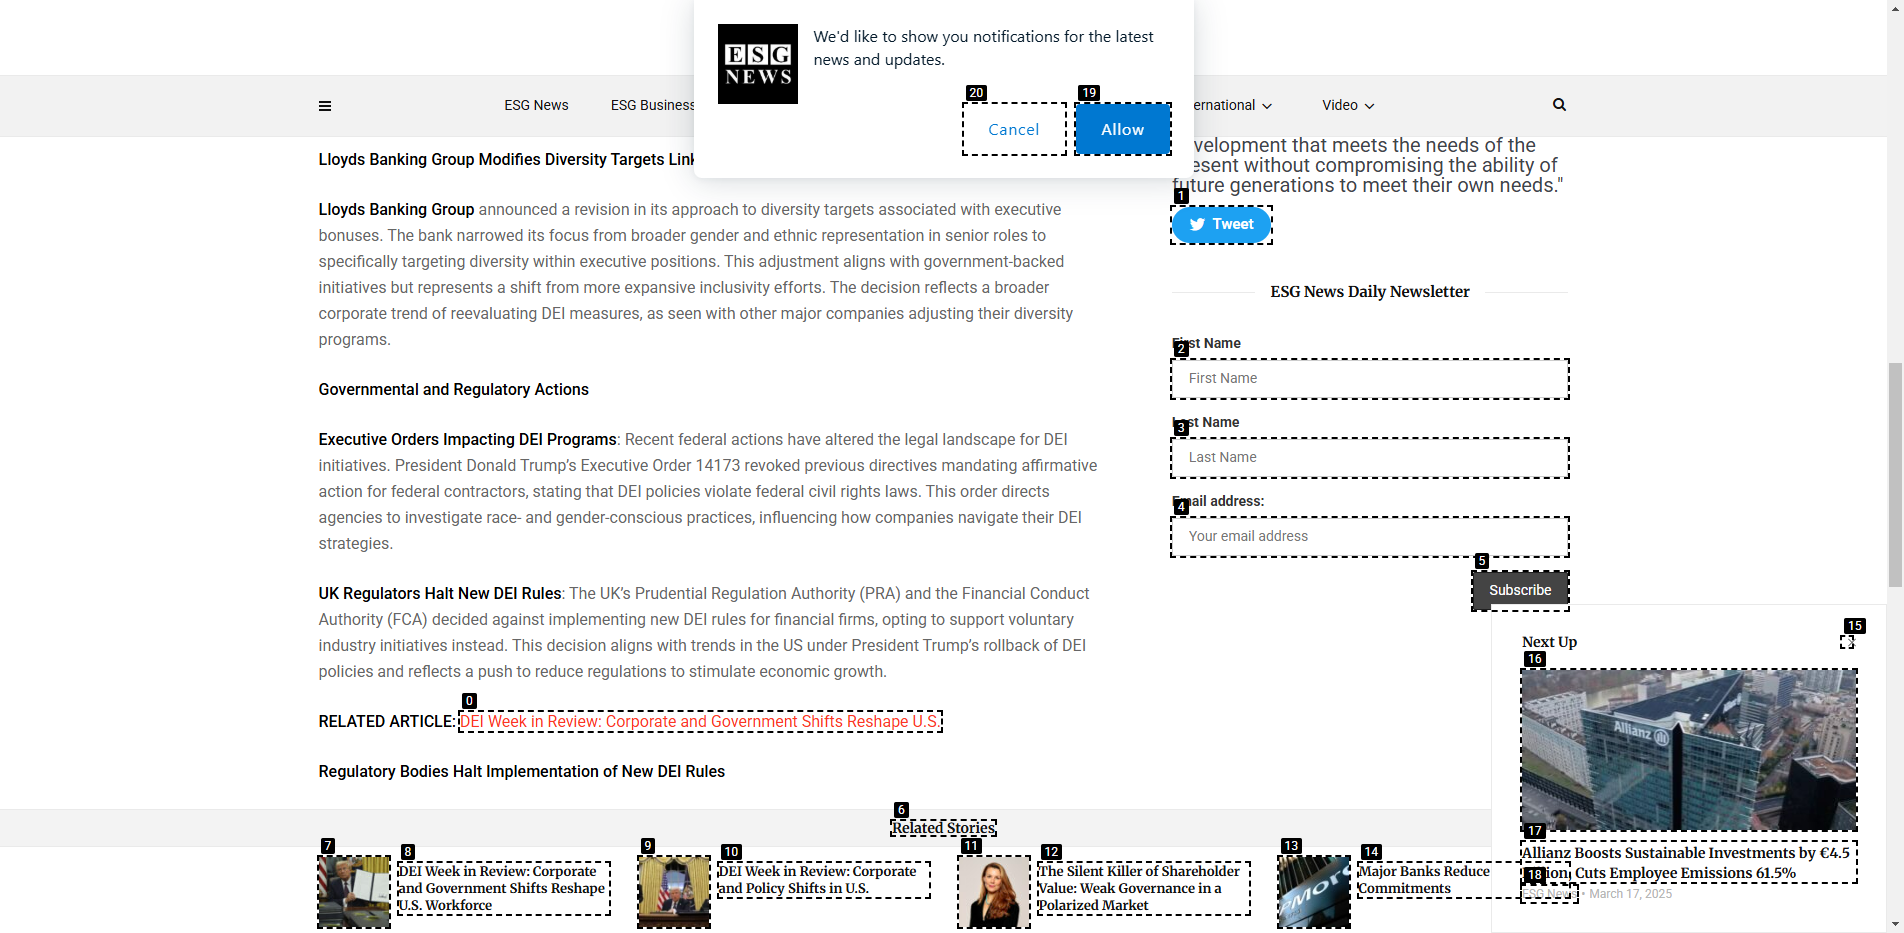 ESG
NEWS
We'd like to show you notifications for the latest
news and updates.
20
19
Cancel
Allow
ESG News
ESG Business
ernational
Video
Lloyds Banking Group Modifies Diversity Targets Link
Lloyds Banking Group announced a revision in its approach to diversity targets associated with executive
bonuses. The bank narrowed its focus from broader gender and ethnic representation in senior roles to
specifically targeting diversity within executive positions. This adjustment aligns with government-backed
initiatives but represents a shift from more expansive inclusivity efforts. The decision reflects a broader
corporate trend of reevaluating DEI measures, as seen with other major companies adjusting their diversity
programs.
Governmental and Regulatory Actions
Executive Orders Impacting DEI Programs: Recent federal actions have altered the legal landscape for DEI
initiatives. President Donald Trump's Executive Order 14173 revoked previous directives mandating affirmative
action for federal contractors, stating that DEI policies violate federal civil rights laws. This order directs
agencies to investigate race- and gender-conscious practices, influencing how companies navigate their DEI
strategies.
UK Regulators Halt New DEI Rules: The UK's Prudential Regulation Authority (PRA) and the Financial Conduct
Authority (FCA) decided against implementing new DEI rules for financial firms, opting to support voluntary
industry initiatives instead. This decision aligns with trends in the US under President Trump's rollback of DEI
policies and reflects a push to reduce regulations to stimulate economic growth.
0
RELATED ARTICLE: DEI Week in Review: Corporate and Government Shifts Reshape U.S.
Regulatory Bodies Halt Implementation of New DEI Rules
velopment that meets the needs of the
esent without compromising the ability of
future generations to meet their own needs."
1
Tweet
ESG News Daily Newsletter
First Name
2
First Name
Last Name
3
Last Name
Email address:
4
Your email address
5
Subscribe
15
Next Up
16
Allianz
17
Allianz Boosts Sustainable Investments by €4.5
ion, Cuts Employee Emissions 61.5%
18
ESG News • March 17, 2025
6
Related Stories
7
8
DEI Week in Review: Corporate
and Government Shifts Reshape
U.S. Workforce
9
10
DEI Week in Review: Corporate
and Policy Shifts in U.S.
11
12
The Silent Killer of Shareholder
Value: Weak Governance in a
Polarized Market
13
14
Major Banks Reduce
Commitments